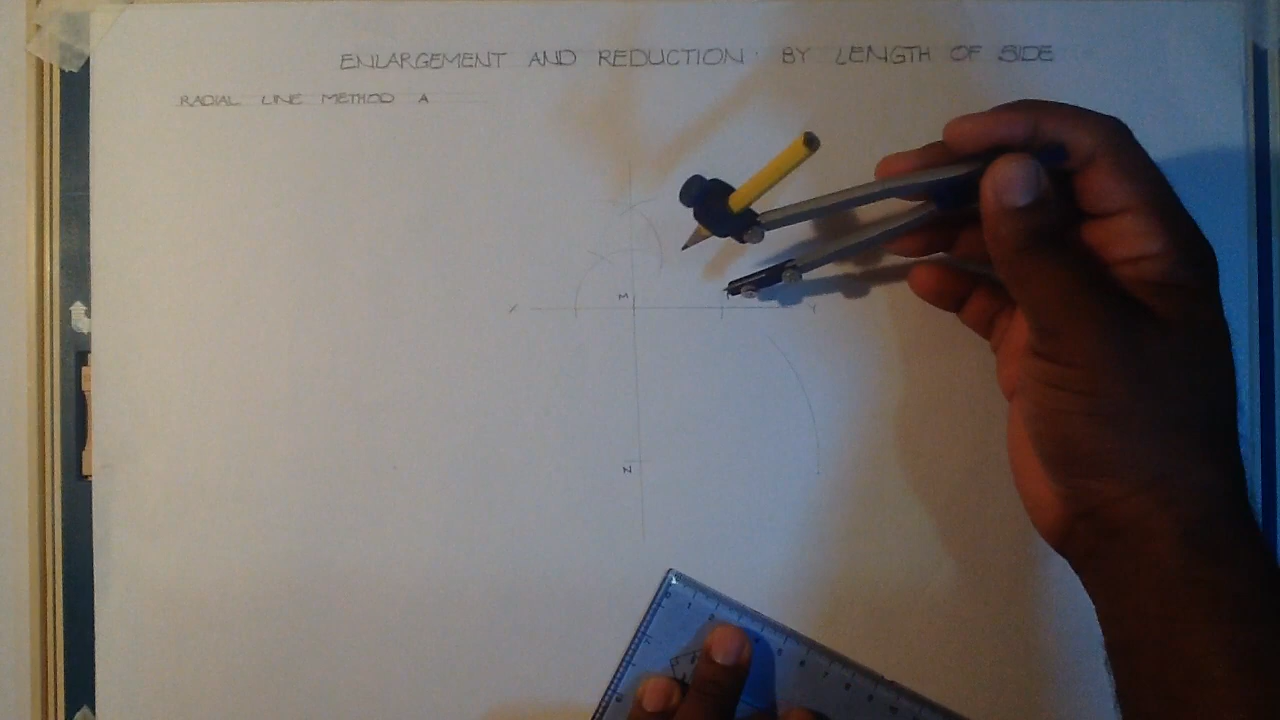 ENLARGEMENT AND REDUCTION BY LENGTH OF SIDE
RADIAL LINE METHOD A
M
N